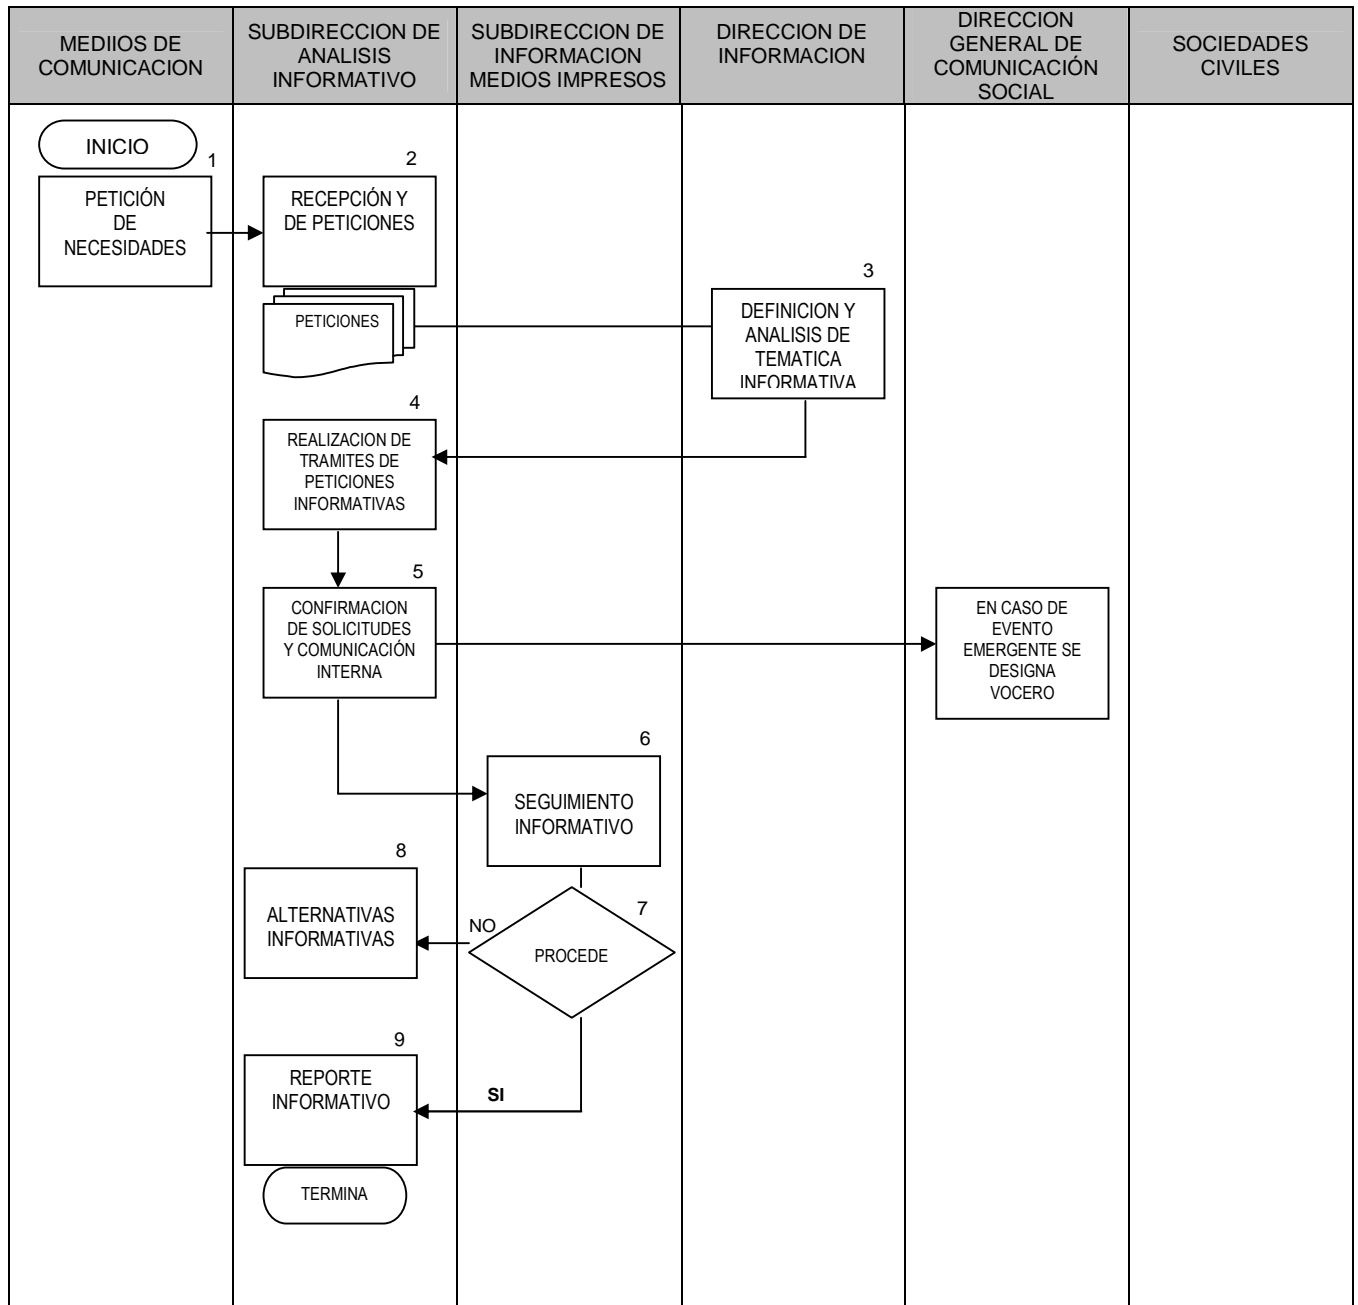 MEDIIOS DE
COMUNICACION
SUBDIRECCION DE
ANALISIS
INFORMATIVO
SUBDIRECCION DE
INFORMACION
MEDIOS IMPRESOS
DIRECCION DE
INFORMACION
DIRECCION
GENERAL DE
COMUNICACIÓN
SOCIAL
SOCIEDADES
CIVILES
INICIO
1
PETICIÓN
DE
NECESIDADES
2
RECEPCIÓN Y
DE PETICIONES
PETICIONES
3
DEFINICION Y
ANALISIS DE
TEMATICA
INFORMATIVA
4
REALIZACION DE
TRAMITES DE
PETICIONES
INFORMATIVAS
5
CONFIRMACION
DE SOLICITUDES
Y COMUNICACIÓN
INTERNA
EN CASO DE
EVENTO
EMERGENTE SE
DESIGNA
VOCERO
6
SEGUIMIENTO
INFORMATIVO
7
PROCEDE
NO
8
ALTERNATIVAS
INFORMATIVAS
SI
9
REPORTE
INFORMATIVO
TERMINA